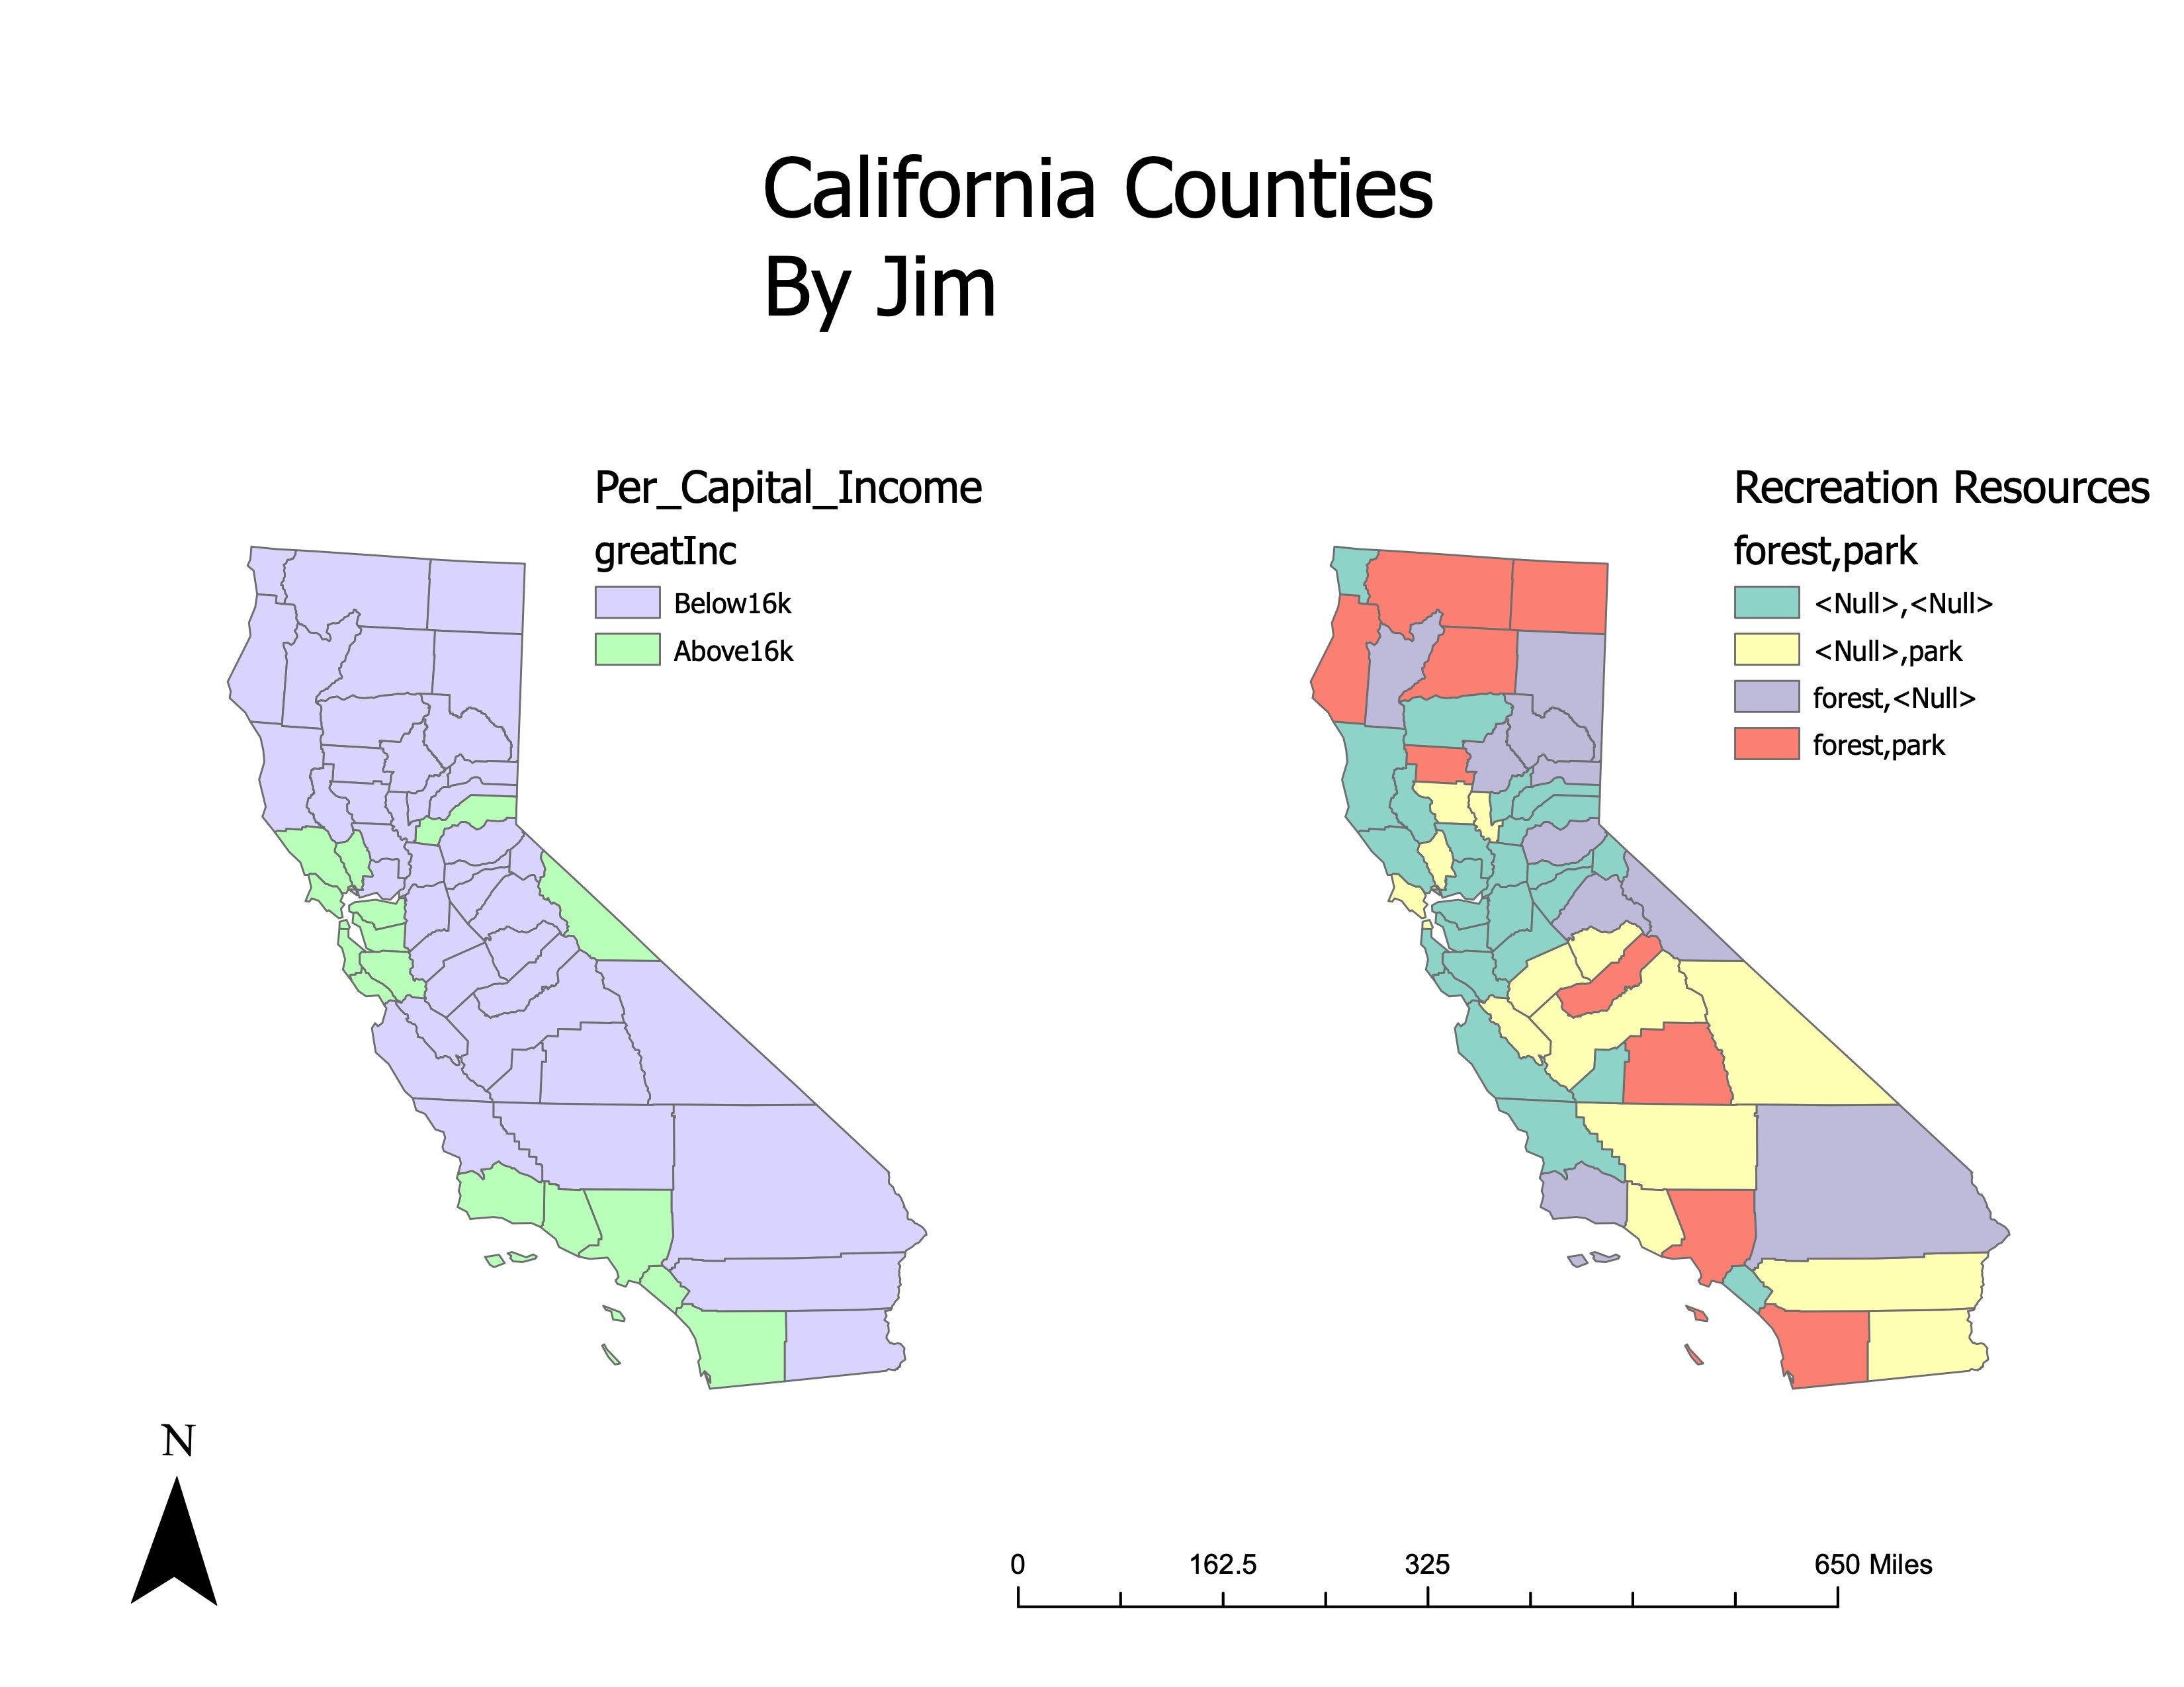 California Counties
By Jim
Per_Capital_Income
greatInc
Below16k
Above16k
Recreation Resources
forest,park
<Null>,<Null>
<Null>,park
forest,<Null>
forest,park
N
0 162.5 325 650 Miles